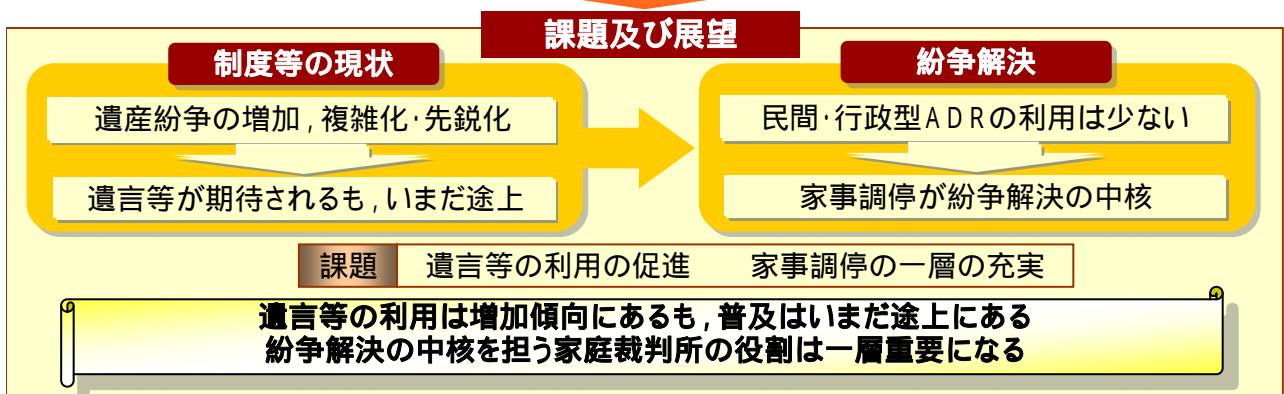 課題及び展望
制度等の現状
遺産紛争の増加,複雑化・先鋭化
遺言等が期待されるも,いまだ途上
紛争解決
民間・行政型ADRの利用は少ない
家事調停が紛争解決の中核
課題 遺言等の利用の促進 家事調停の一層の充実
遺言等の利用は増加傾向にあるも,普及はいまだ途上にある
紛争解決の中核を担う家庭裁判所の役割は一層重要になる